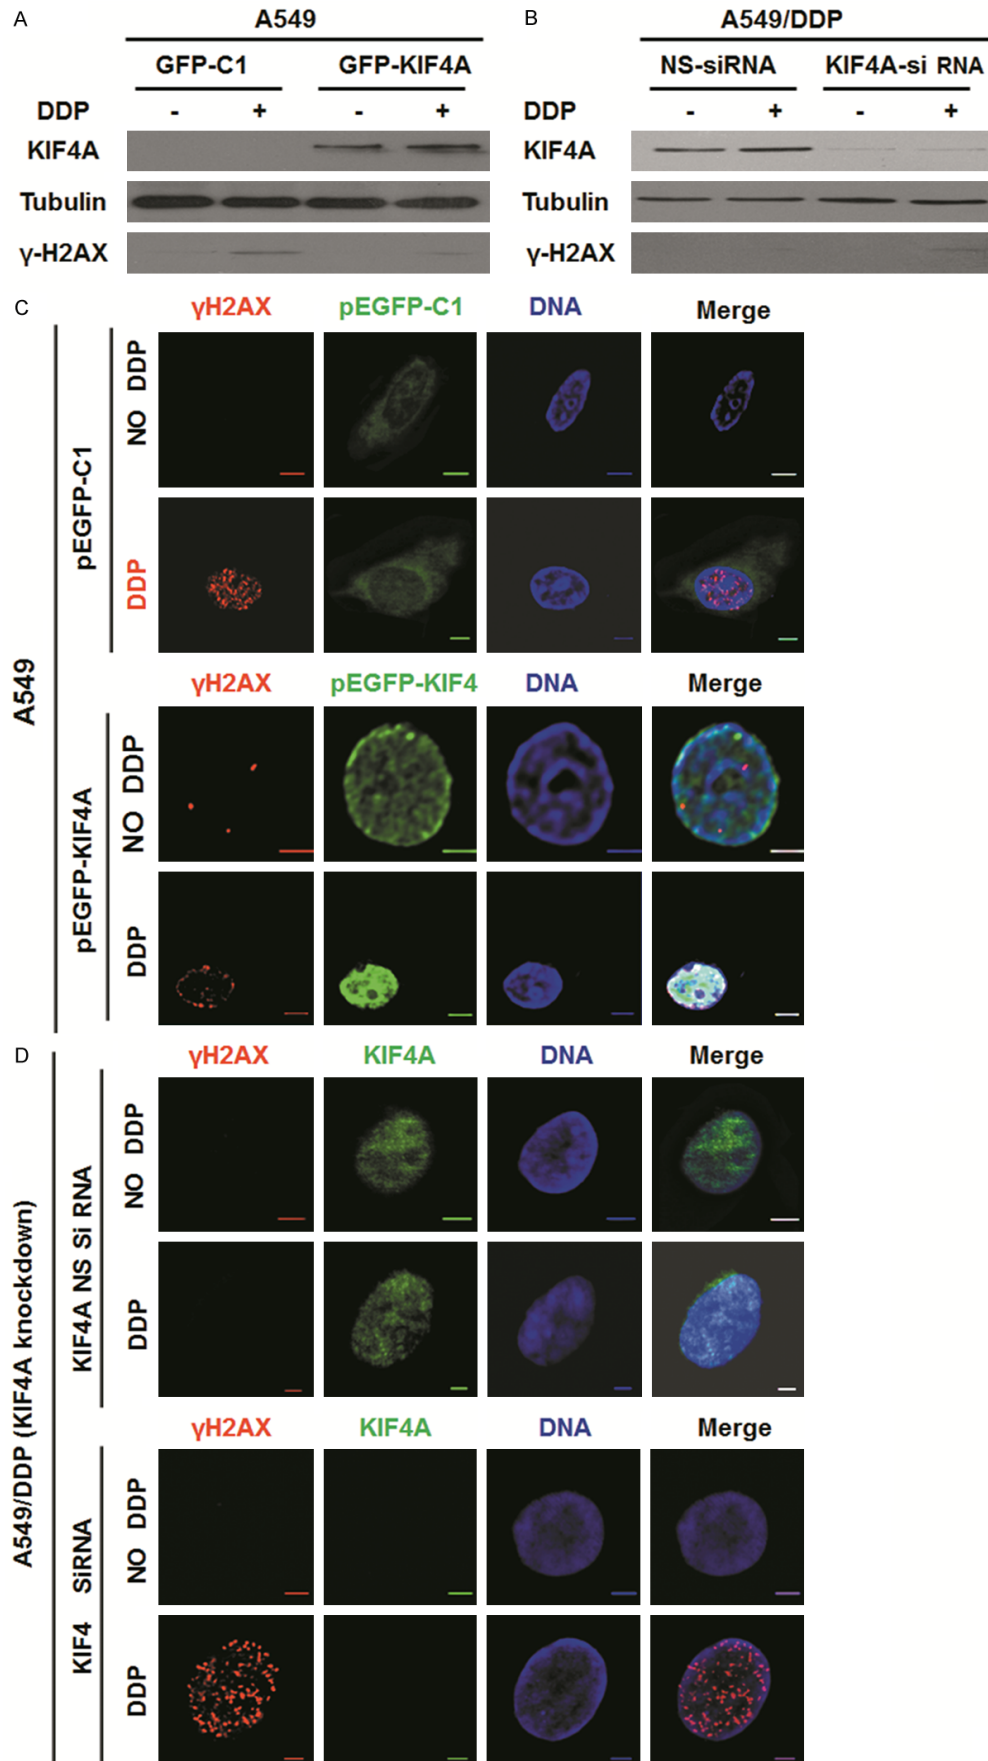 A
A549
GFP-C1 GFP-KIF4A
DDP - + - +
KIF4A
Tubulin
γ-H2AX
B
A549/DDP
NS-siRNA KIF4A-si RNA
DDP - + - +
KIF4A
Tubulin
γ-H2AX
C
A549
pEGFP-C1
γH2AX pEGFP-C1 DNA Merge
NO DDP
DDP
pEGFP-KIF4A
γH2AX pEGFP-KIF4 DNA Merge
NO DDP
DDP
D
A549/DDP (KIF4A knockdown)
KIF4A NS Si RNA
γH2AX KIF4A DNA Merge
NO DDP
DDP
KIF4 SiRNA
γH2AX KIF4A DNA Merge
NO DDP
DDP